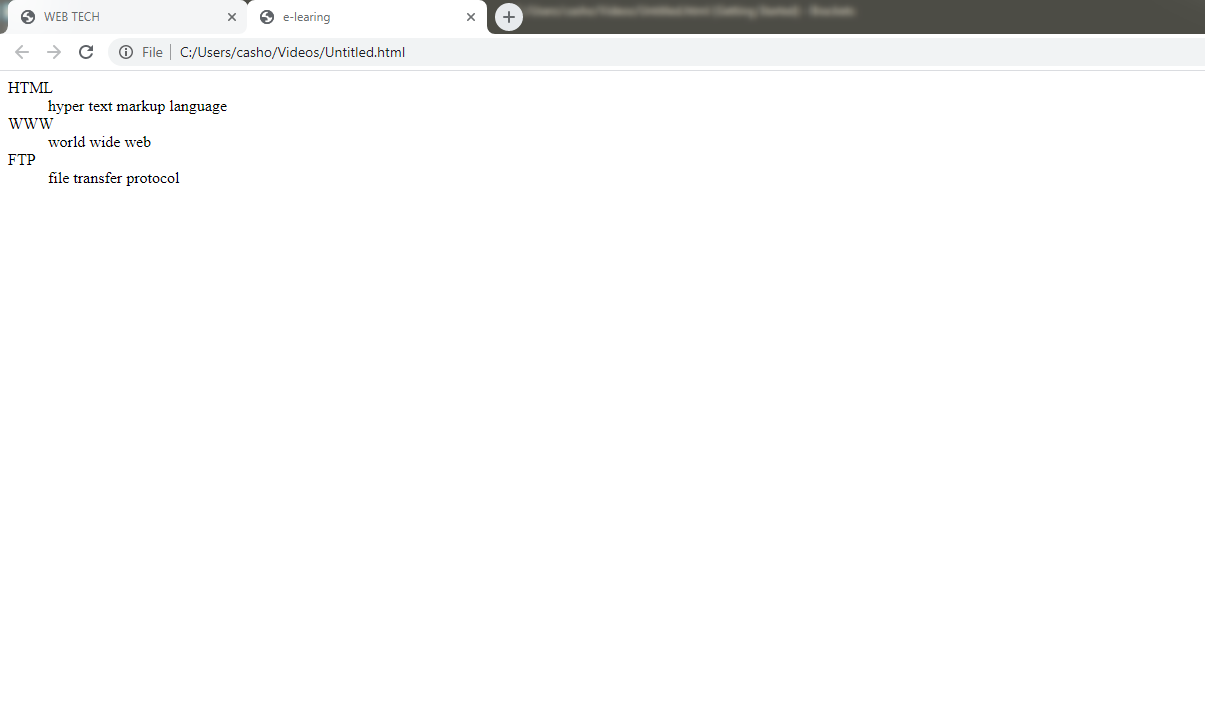 WEB TECH
e-learing
File
C:/Users/casho/Videos/Untitled.html
HTML
hyper text markup language
WWW
world wide web
FTP
file transfer protocol